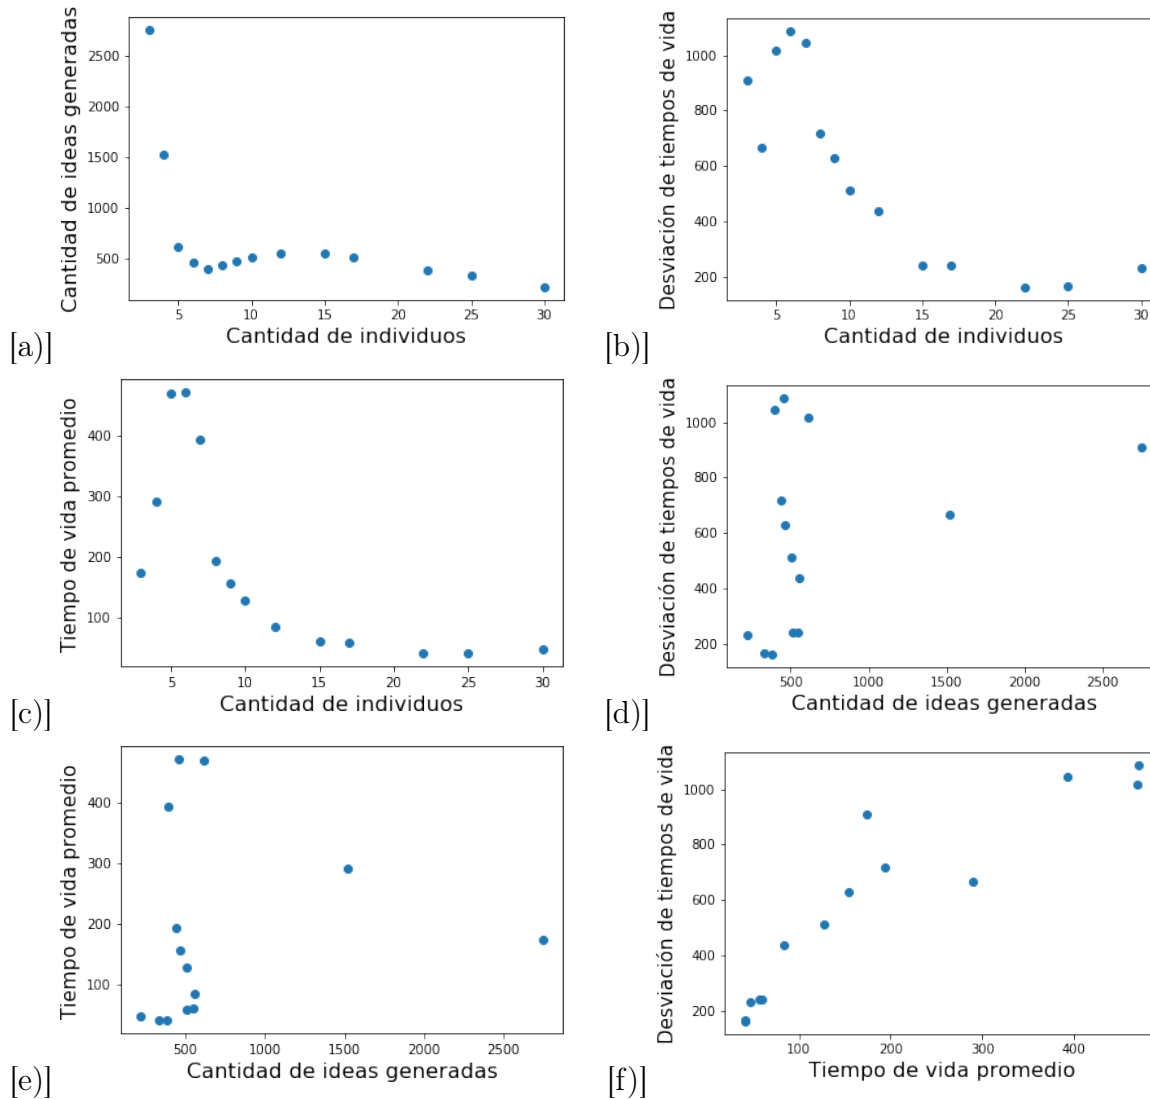 Cantidad de ideas generadas
2500
2000
1500
1000
500
5 10 15 20 25 30
Cantidad de individuos
[a)]
Desviación de tiempos de vida
1000
800
600
400
200
5 10 15 20 25 30
Cantidad de individuos
[b)]
Tiempo de vida promedio
400
300
200
100
5 10 15 20 25 30
Cantidad de individuos
[c)]
Desviación de tiempos de vida
1000
800
600
400
200
500 1000 1500 2000 2500
Cantidad de ideas generadas
[d)]
Tiempo de vida promedio
400
300
200
100
500 1000 1500 2000 2500
Cantidad de ideas generadas
[e)]
Desviación de tiempos de vida
1000
800
600
400
200
100 200 300 400
Tiempo de vida promedio
[f)]